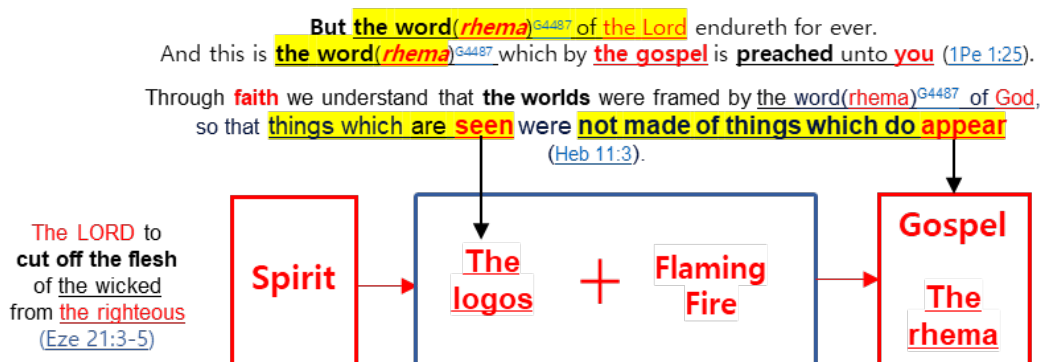 But the word(rhema)G4487 of the Lord endureth for ever.
And this is the word(rhema)G4487 which by the gospel is preached unto you (1Pe 1:25).
Through faith we understand that the worlds were framed by the word(rhema)G4487 of God,
so that things which are seen were not made of things which do appear
(Heb 11:3).
The LORD to
cut off the flesh
of the wicked
from the righteous
(Eze 21:3-5)
Spirit
The
logos
+
Flaming
Fire
Gospel
The
rhema